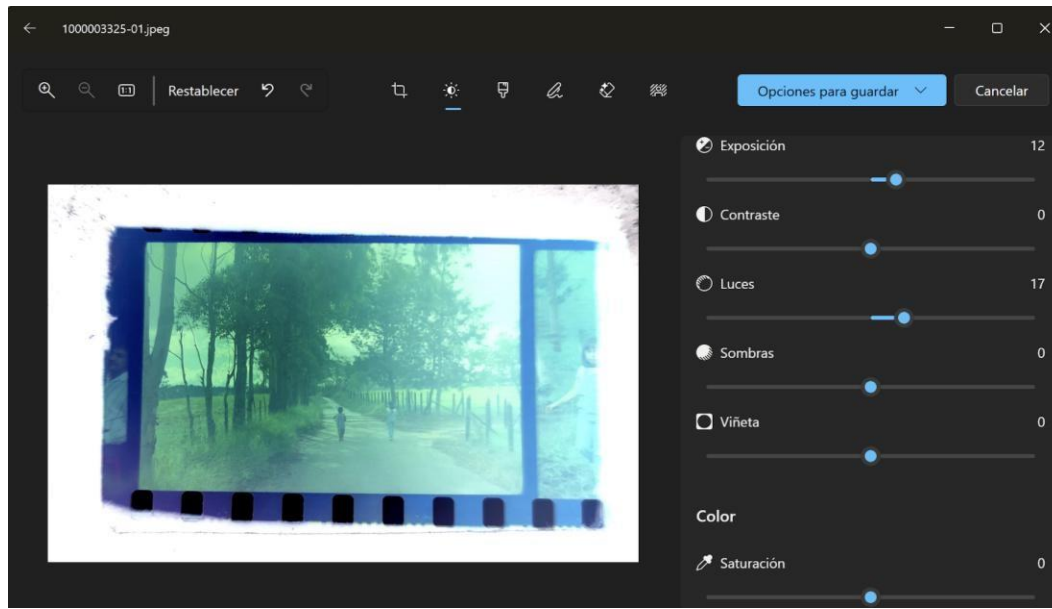 1000003325-01.jpeg
Restablecer
Opciones para guardar
Cancelar
Exposición 12
Contraste 0
Luces 17
Sombras 0
Viñeta 0
Color
Saturación 0